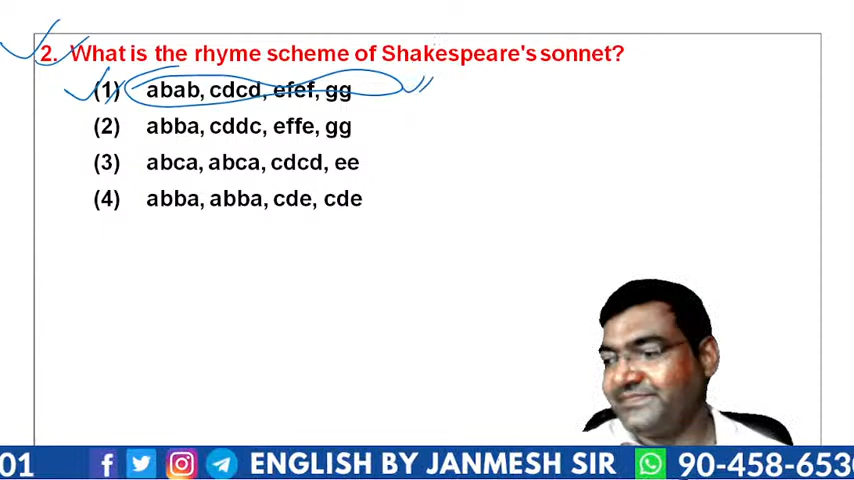 2. What is the rhyme scheme of Shakespeare's sonnet?
(1) abab, cdcd, efef, gg
(2) abba, cddc, effe, gg
(3) abca, abca, cdcd, ee
(4) abba, abba, cde, cde
01 ENGLISH BY JANMESH SIR 90-458-6530